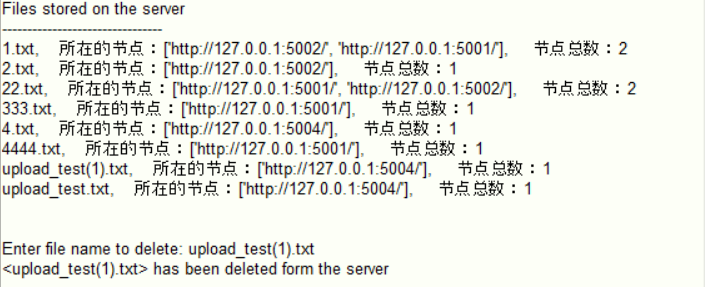 Files stored on the server
--------------------------------
1.txt, 所在的节点：['http://127.0.0.1:5002/', 'http://127.0.0.1:5001/'], 节点总数：2
2.txt, 所在的节点：['http://127.0.0.1:5002/'], 节点总数：1
22.txt, 所在的节点：['http://127.0.0.1:5001/', 'http://127.0.0.1:5002/'], 节点总数：2
333.txt, 所在的节点：['http://127.0.0.1:5001/'], 节点总数：1
4.txt, 所在的节点：['http://127.0.0.1:5004/'], 节点总数：1
4444.txt, 所在的节点：['http://127.0.0.1:5001/'], 节点总数：1
upload_test(1).txt, 所在的节点：['http://127.0.0.1:5004/'], 节点总数：1
upload_test.txt, 所在的节点：['http://127.0.0.1:5004/'], 节点总数：1
Enter file name to delete: upload_test(1).txt
<upload_test(1).txt> has been deleted form the server